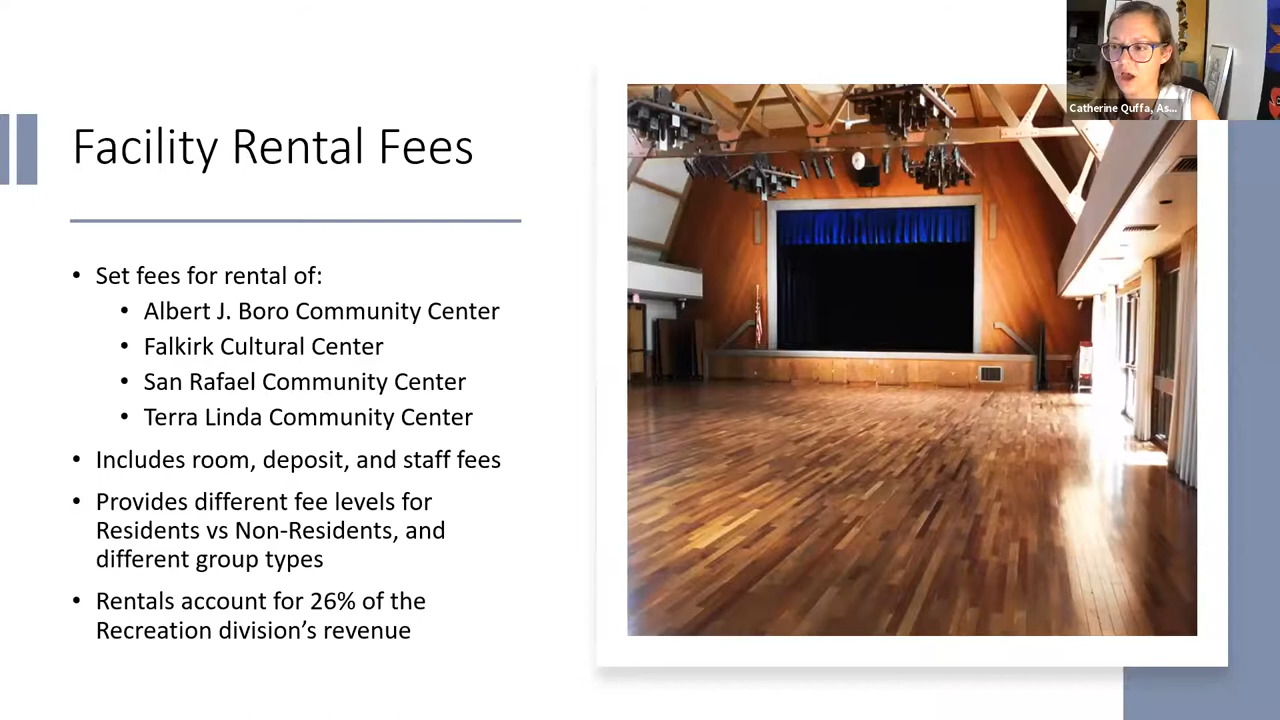 Catherine Quffa, As...
Facility Rental Fees
• Set fees for rental of:
• Albert J. Boro Community Center
• Falkirk Cultural Center
• San Rafael Community Center
• Terra Linda Community Center
• Includes room, deposit, and staff fees
• Provides different fee levels for
Residents vs Non-Residents, and
different group types
• Rentals account for 26% of the
Recreation division’s revenue